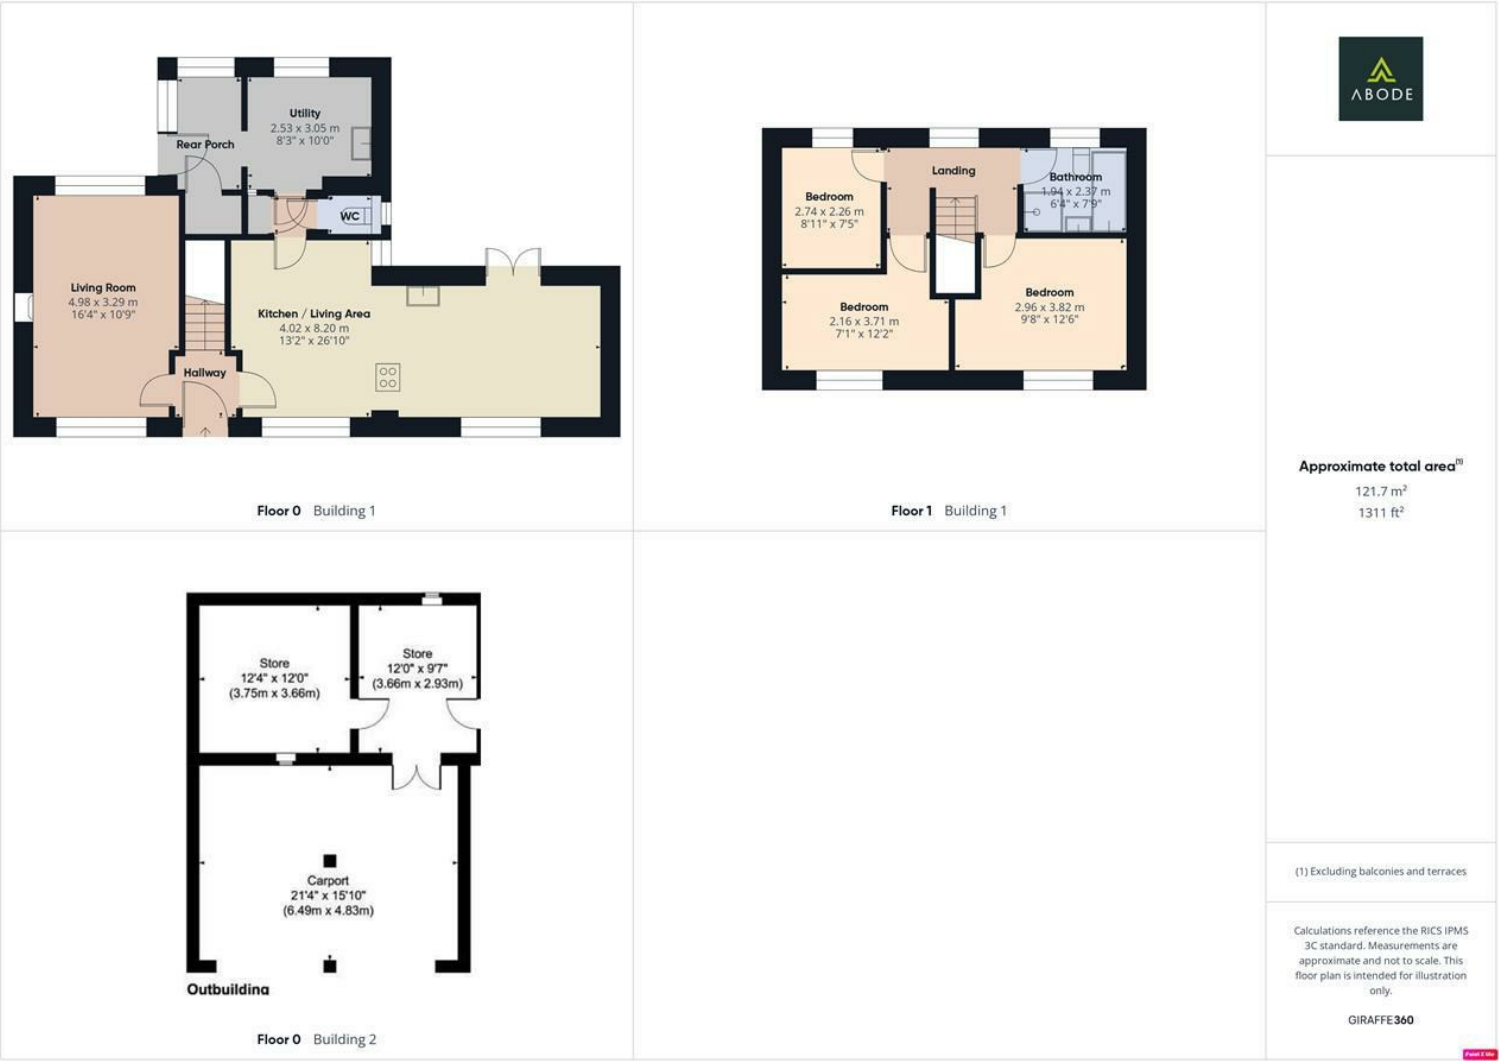 Utility
2.53 x 3.05 m
8'3" x 10'0"
Rear Porch
WC
Living Room
4.98 x 3.29 m
16'4" x 10'9"
Kitchen / Living Area
4.02 x 8.20 m
13'2" x 26'10"
Hallway
Floor 0 Building 1
Landing
Bathroom
1.94 x 2.37 m
6'4" x 7'9"
Bedroom
2.74 x 2.26 m
8'11" x 7'5"
Bedroom
2.16 x 3.71 m
7'1" x 12'2"
Bedroom
2.96 x 3.82 m
9'8" x 12'6"
Floor 1 Building 1
Store
12'4" x 12'0"
(3.75m x 3.66m)
Store
12'0" x 9'7"
(3.66m x 2.93m)
Carport
21'4" x 15'10"
(6.49m x 4.83m)
Outbuilding
Floor 0 Building 2
ABODE
Approximate total area(1)
121.7 m²
1311 ft²
(1) Excluding balconies and terraces
Calculations reference the RICS IPMS
3C standard. Measurements are
approximate and not to scale. This
floor plan is intended for illustration
only.
GIRAFFE360